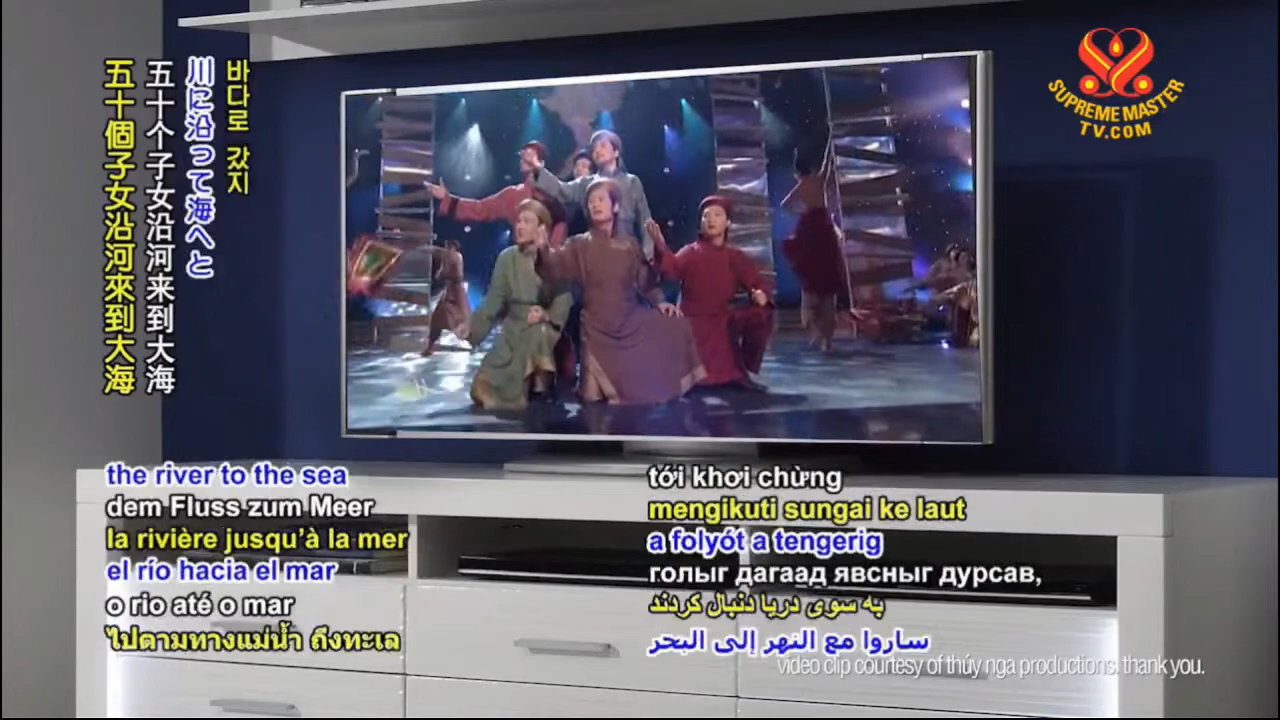 SUPREME MASTER
TV.COM
바다로 갔지
川に沿って海へと
五十个子女沿河来到大海
五十個子女沿河來到大海
the river to the sea
dem Fluss zum Meer
la rivière jusqu’à la mer
el río hacia el mar
o rio até o mar
ไปตามทางแม่น้ำ ถึงทะเล
tới khơi chừng
mengikuti sungai ke laut
a folyót a tengerig
голыг дагаад явсныг дурсав,
به سوی دریا دنبال کردند
ساروا مع النهر إلى البحر
video clip courtesy of thúy nga productions. thank you.